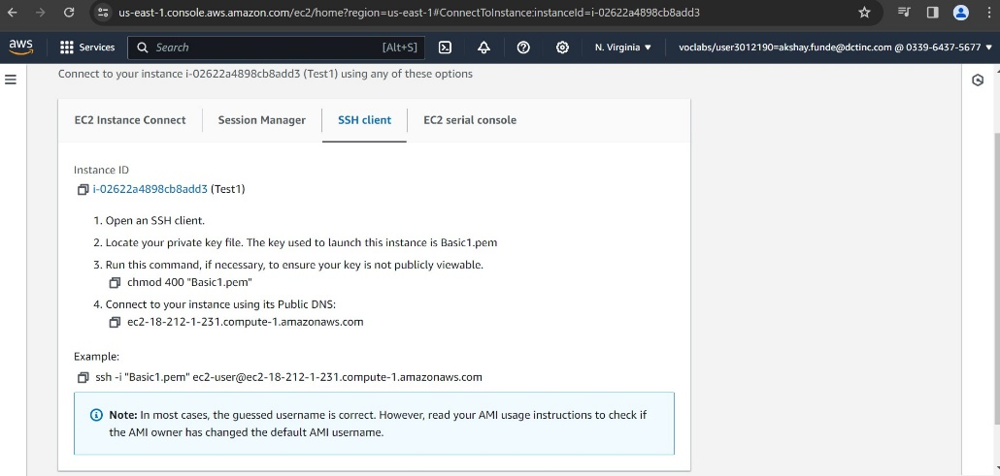 us-east-1.console.aws.amazon.com/ec2/home?region=us-east-1#ConnectToInstance:instanceId=i-02622a4898cb8add3
aws Services Search [Alt+S] N. Virginia voclabs/user3012190=akshay.funde@dctinc.com @ 0339-6437-5677
Connect to your instance i-02622a4898cb8add3 (Test1) using any of these options
EC2 Instance Connect Session Manager SSH client EC2 serial console
Instance ID
i-02622a4898cb8add3 (Test1)
1. Open an SSH client.
2. Locate your private key file. The key used to launch this instance is Basic1.pem
3. Run this command, if necessary, to ensure your key is not publicly viewable.
chmod 400 "Basic1.pem"
4. Connect to your instance using its Public DNS:
ec2-18-212-1-231.compute-1.amazonaws.com
Example:
ssh -i "Basic1.pem" ec2-user@ec2-18-212-1-231.compute-1.amazonaws.com
Note: In most cases, the guessed username is correct. However, read your AMI usage instructions to check if
the AMI owner has changed the default AMI username.